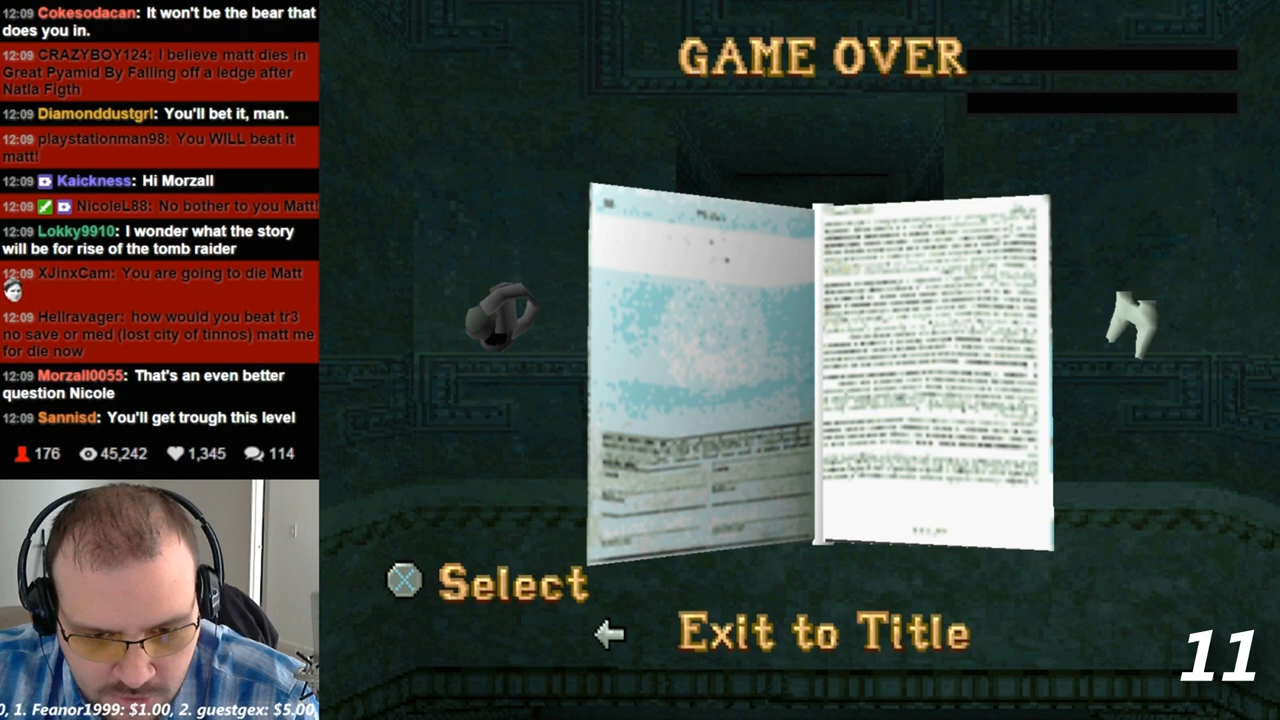 12:09 Cokesodacan: It won't be the bear that
does you in.
12:09 CRAZYBOY124: I believe matt dies in
Great Pyamid By Falling off a ledge after
Natla Figth
12:09 Diamonddustgrl: You'll bet it, man.
12:09 playstationman98: You WILL beat it
matt!
12:09 Kaickness: Hi Morzall
12:09 NicoleL88: No bother to you Matt!
12:09 Lokky9910: I wonder what the story
will be for rise of the tomb raider
12:09 XJinxCam: You are going to die Matt
12:09 Hellravager: how would you beat tr3
no save or med (lost city of tinnos) matt me
for die now
12:09 Morzall0055: That's an even better
question Nicole
12:09 Sannisd: You'll get trough this level
176 45,242 1,345 114
0, 1. Feanor1999: $1.00, 2. guestgex: $5.00,
GAME OVER
Select
Exit to Title
11